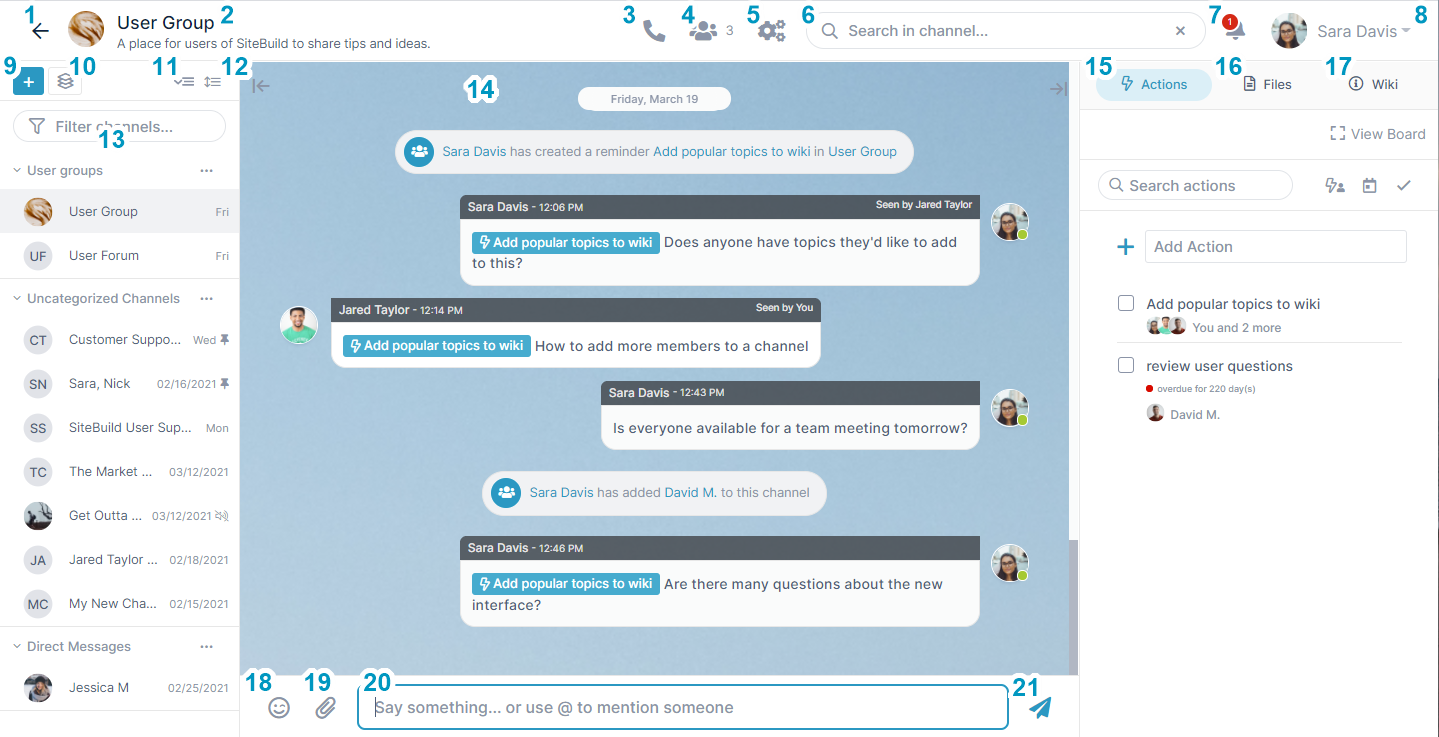 1
User Group 2
A place for users of SiteBuild to share tips and ideas.
3
4
3
5
6
Search in channel...
7
1
Sara Davis
8
9
+
10
11
12
13
Filter channels...
User groups
User Group Fri
UF User Forum Fri
Uncategorized Channels
CT Customer Suppo... Wed
SN Sara, Nick 02/16/2021
SS SiteBuild User Sup... Mon
TC The Market ... 03/12/2021
Get Outta ... 03/12/2021
JA Jared Taylor ... 02/18/2021
MC My New Cha... 02/15/2021
Direct Messages
Jessica M 02/25/2021
14
Friday, March 19
Sara Davis has created a reminder Add popular topics to wiki in User Group
Sara Davis - 12:06 PM Seen by Jared Taylor
Add popular topics to wiki Does anyone have topics they'd like to add
to this?
Jared Taylor - 12:14 PM Seen by You
Add popular topics to wiki How to add more members to a channel
Sara Davis - 12:43 PM
Is everyone available for a team meeting tomorrow?
Sara Davis has added David M. to this channel
Sara Davis - 12:46 PM
Add popular topics to wiki Are there many questions about the new
interface?
18
19
20
Say something... or use @ to mention someone
21
15 Actions
16 Files
17 Wiki
View Board
Search actions
+ Add Action
Add popular topics to wiki
You and 2 more
review user questions
overdue for 220 day(s)
David M.